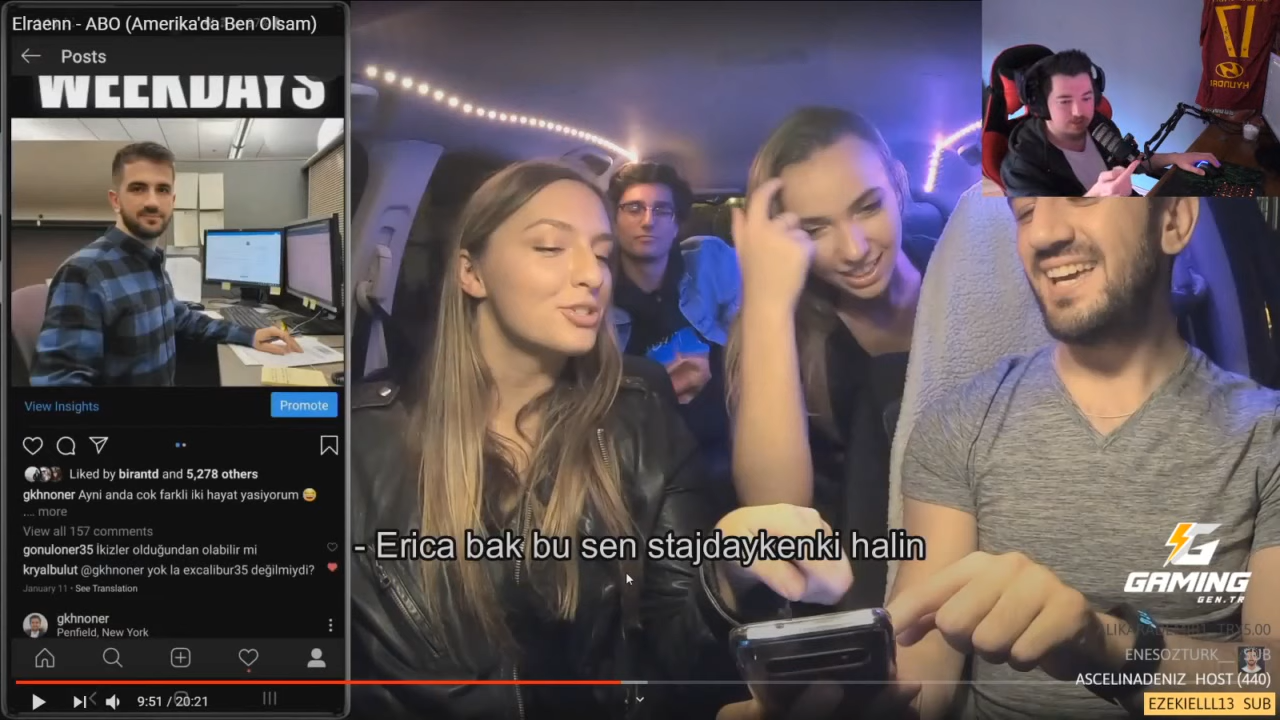 Elraenn - ABO (Amerika'da Ben Olsam)
Posts
WEEKDAYS
View Insights
Promote
Liked by birantd and 5,278 others
gkhnoner Ayni anda cok farkli iki hayat yasiyorum 😅
.... more
View all 157 comments
gonuloner35 İkizler olduğundan olabilir mi
kryalbulut @gkhnoner yok la excalibur35 değilmiydi?
January 11 • See Translation
gkhnoner
Penfield, New York
9:51 / 20:21
- Erica bak bu sen stajdaykenki halin
GAMING
GEN.TR
ENESOZTURK__ SUB
ASCELINADENIZ HOST (440)
EZEKIELLL13 SUB